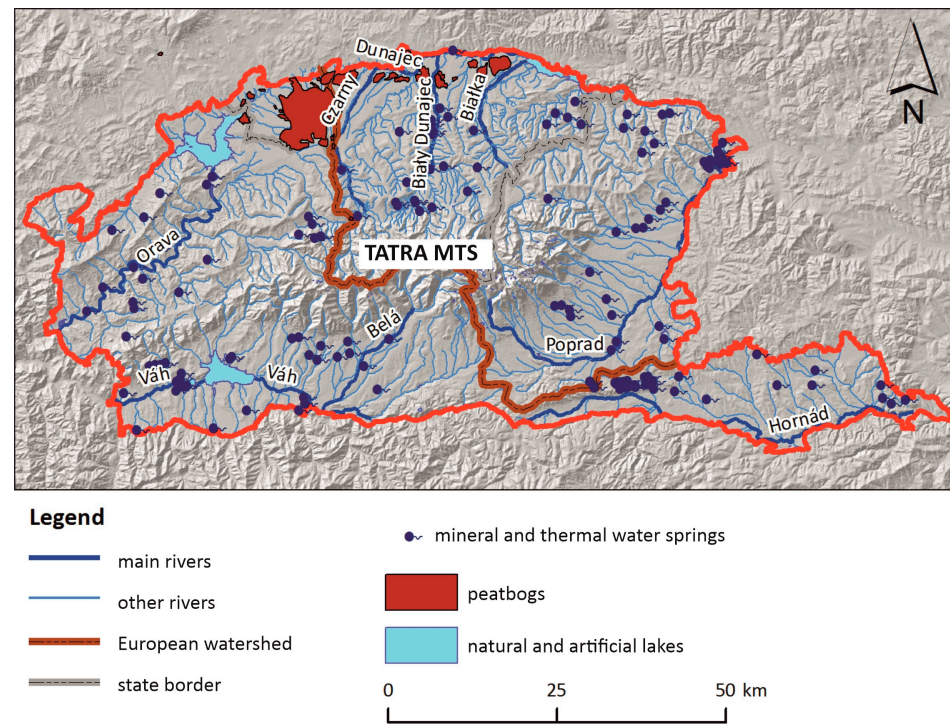 Dunajec
Czarny
Biały Dunajec
Białka
N
Orava
TATRA MTS
Belá
Poprad
Váh
Váh
Hornád
Legend
main rivers
other rivers
European watershed
state border
mineral and thermal water springs
peatbogs
natural and artificial lakes
0 25 50 km